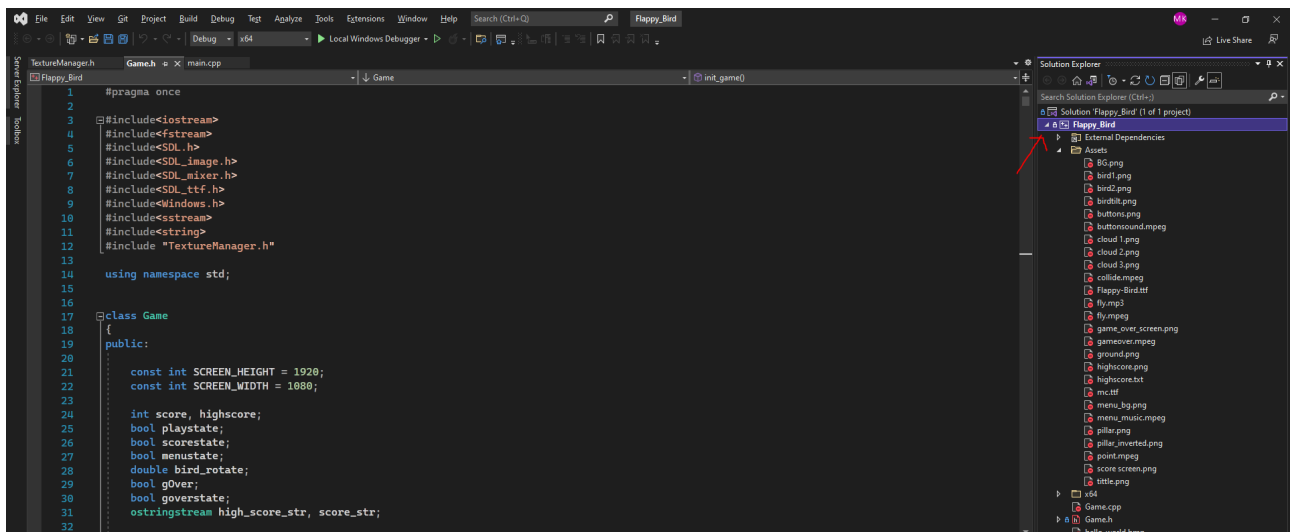 File Edit View Git Project Build Debug Test Analyze Tools Extensions Window Help Search (Ctrl+Q) Flappy_Bird MK
Debug x64 Local Windows Debugger Live Share
Server Explorer
Toolbox
TextureManager.h Game.h main.cpp
Flappy_Bird Game init_game()
1 #pragma once
2
3 #include<iostream>
4 #include<fstream>
5 #include<SDL.h>
6 #include<SDL_image.h>
7 #include<SDL_mixer.h>
8 #include<SDL_ttf.h>
9 #include<Windows.h>
10 #include<sstream>
11 #include<string>
12 #include "TextureManager.h"
13
14 using namespace std;
15
16
17 class Game
18 {
19 public:
20
21 const int SCREEN_HEIGHT = 1920;
22 const int SCREEN_WIDTH = 1080;
23
24 int score, highscore;
25 bool playstate;
26 bool scorestate;
27 bool menustate;
28 double bird_rotate;
29 bool gOver;
30 bool goverstate;
31 ostringstream high_score_str, score_str;
32
Solution Explorer
Search Solution Explorer (Ctrl+;)
Solution 'Flappy_Bird' (1 of 1 project)
Flappy_Bird
External Dependencies
Assets
BG.png
bird1.png
bird2.png
birdtilt.png
buttons.png
buttonsound.mpeg
cloud 1.png
cloud 2.png
cloud 3.png
collide.mpeg
Flappy-Bird.ttf
fly.mp3
fly.mpeg
game_over_screen.png
gameover.mpeg
ground.png
highscore.png
highscore.txt
mc.ttf
menu_bg.png
menu_music.mpeg
pillar.png
pillar_inverted.png
point.mpeg
score screen.png
tittle.png
x64
Game.cpp
Game.h